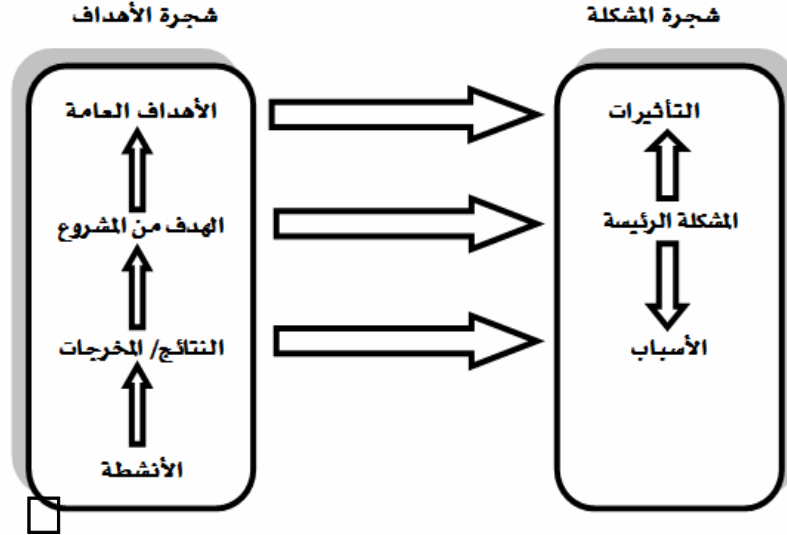 شجرة المشكلة
التأثيرات
المشكلة الرئيسة
الأسباب
شجرة الأهداف
الأهداف العامة
الهدف من المشروع
النتائج/ المخرجات
الأنشطة